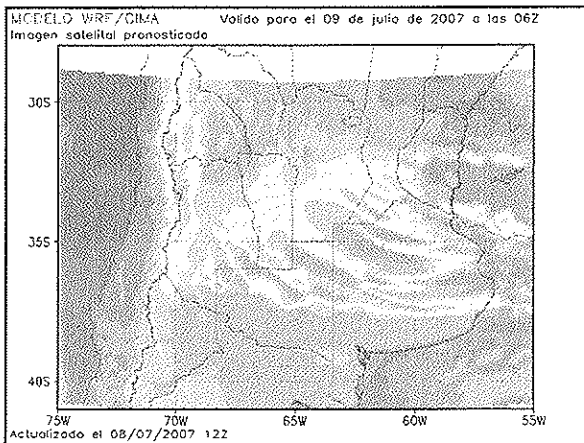 MODELO WRF/CIMA Valido para el 09 de julio de 2007 a las 06Z
Imagen satelital pronosticada
30S
35S
40S
75W 70W 65W 60W 55W
Actualizado el 08/07/2007 12Z